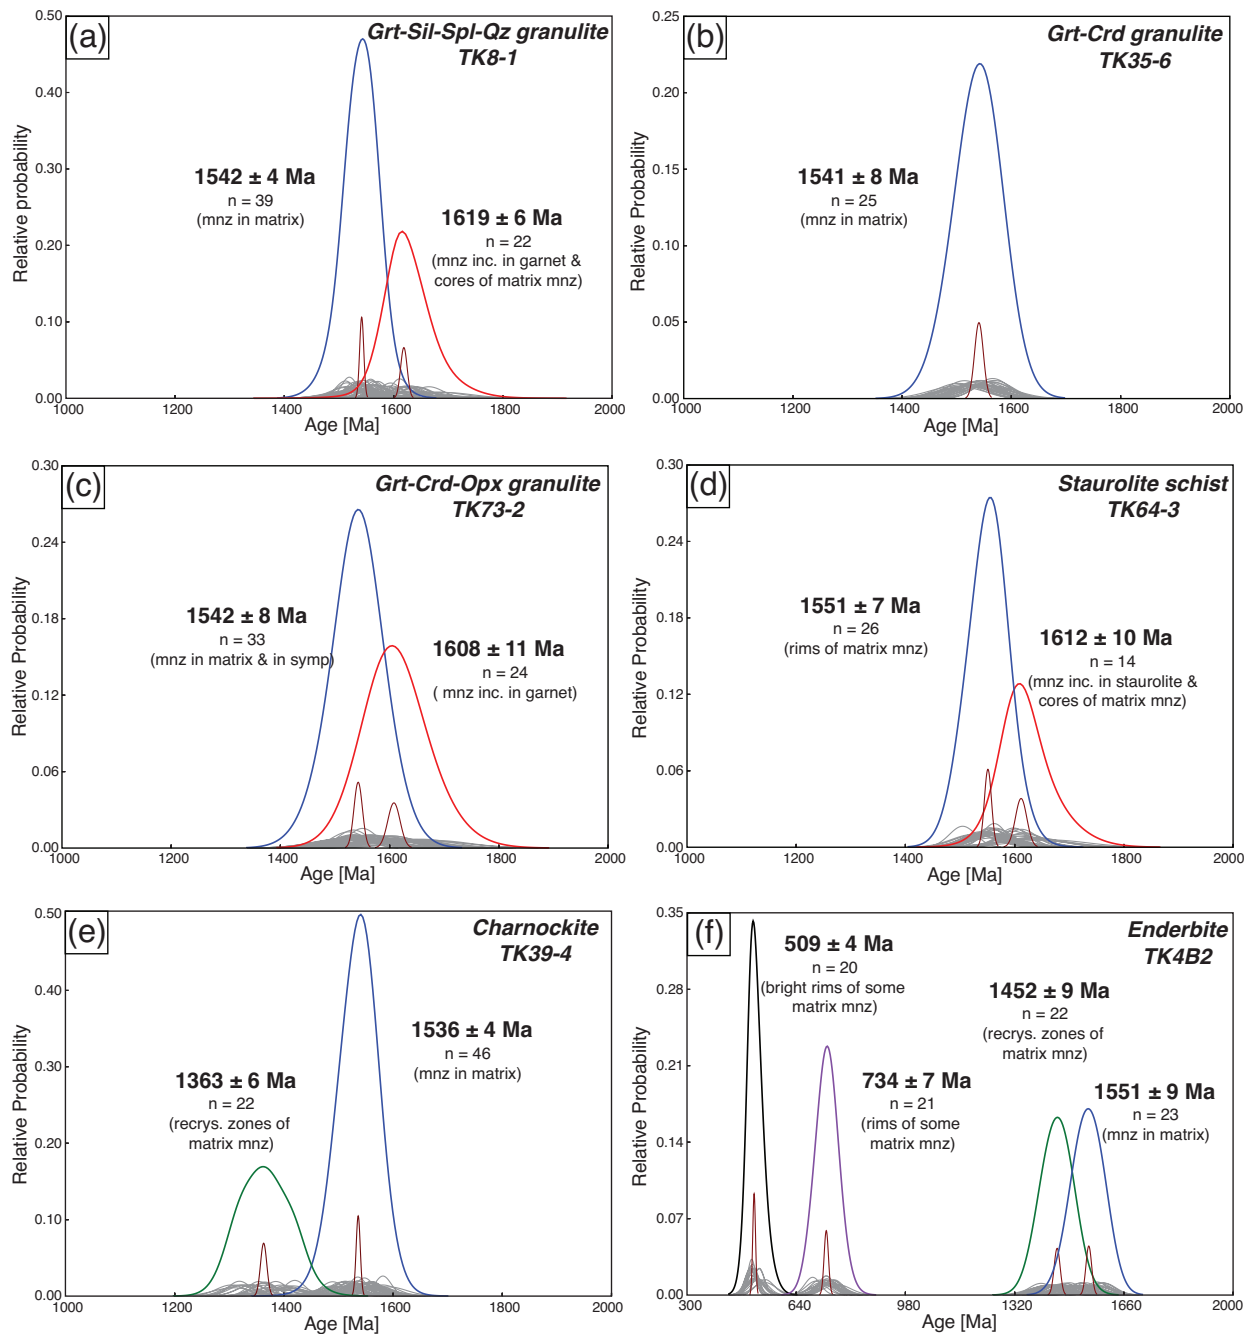 (a)
Grt-Sil-Spl-Qz granulite
TK8-1
0.50
0.40
0.30
0.20
0.10
0.00
Relative probability
1542 ± 4 Ma
n = 39
(mnz in matrix)
1619 ± 6 Ma
n = 22
(mnz inc. in garnet &
cores of matrix mnz)
1000
1200
1400
1600
1800
2000
Age [Ma]
(b)
Grt-Crd granulite
TK35-6
0.25
0.20
0.15
0.10
0.05
0.00
Relative Probability
1541 ± 8 Ma
n = 25
(mnz in matrix)
1000
1200
1400
1600
1800
2000
Age [Ma]
(c)
Grt-Crd-Opx granulite
TK73-2
0.30
0.24
0.18
0.12
0.06
0.00
Relative Probability
1542 ± 8 Ma
n = 33
(mnz in matrix & in symp)
1608 ± 11 Ma
n = 24
( mnz inc. in garnet)
1000
1200
1400
1600
1800
2000
Age [Ma]
(d)
Staurolite schist
TK64-3
0.30
0.24
0.18
0.12
0.06
0.00
Relative Probability
1551 ± 7 Ma
n = 26
(rims of matrix mnz)
1612 ± 10 Ma
n = 14
(mnz inc. in staurolite &
cores of matrix mnz)
1000
1200
1400
1600
1800
2000
Age [Ma]
(e)
Charnockite
TK39-4
0.50
0.40
0.30
0.20
0.10
0.00
Relative Probability
1536 ± 4 Ma
n = 46
(mnz in matrix)
1363 ± 6 Ma
n = 22
(recrys. zones of
matrix mnz)
1000
1200
1400
1600
1800
2000
Age [Ma]
(f)
Enderbite
TK4B2
0.35
0.28
0.21
0.14
0.07
0.00
Relative Probability
509 ± 4 Ma
n = 20
(bright rims of some
matrix mnz)
1452 ± 9 Ma
n = 22
(recrys. zones of
matrix mnz)
734 ± 7 Ma
n = 21
(rims of some
matrix mnz)
1551 ± 9 Ma
n = 23
(mnz in matrix)
300
640
980
1320
1660
2000
Age [Ma]